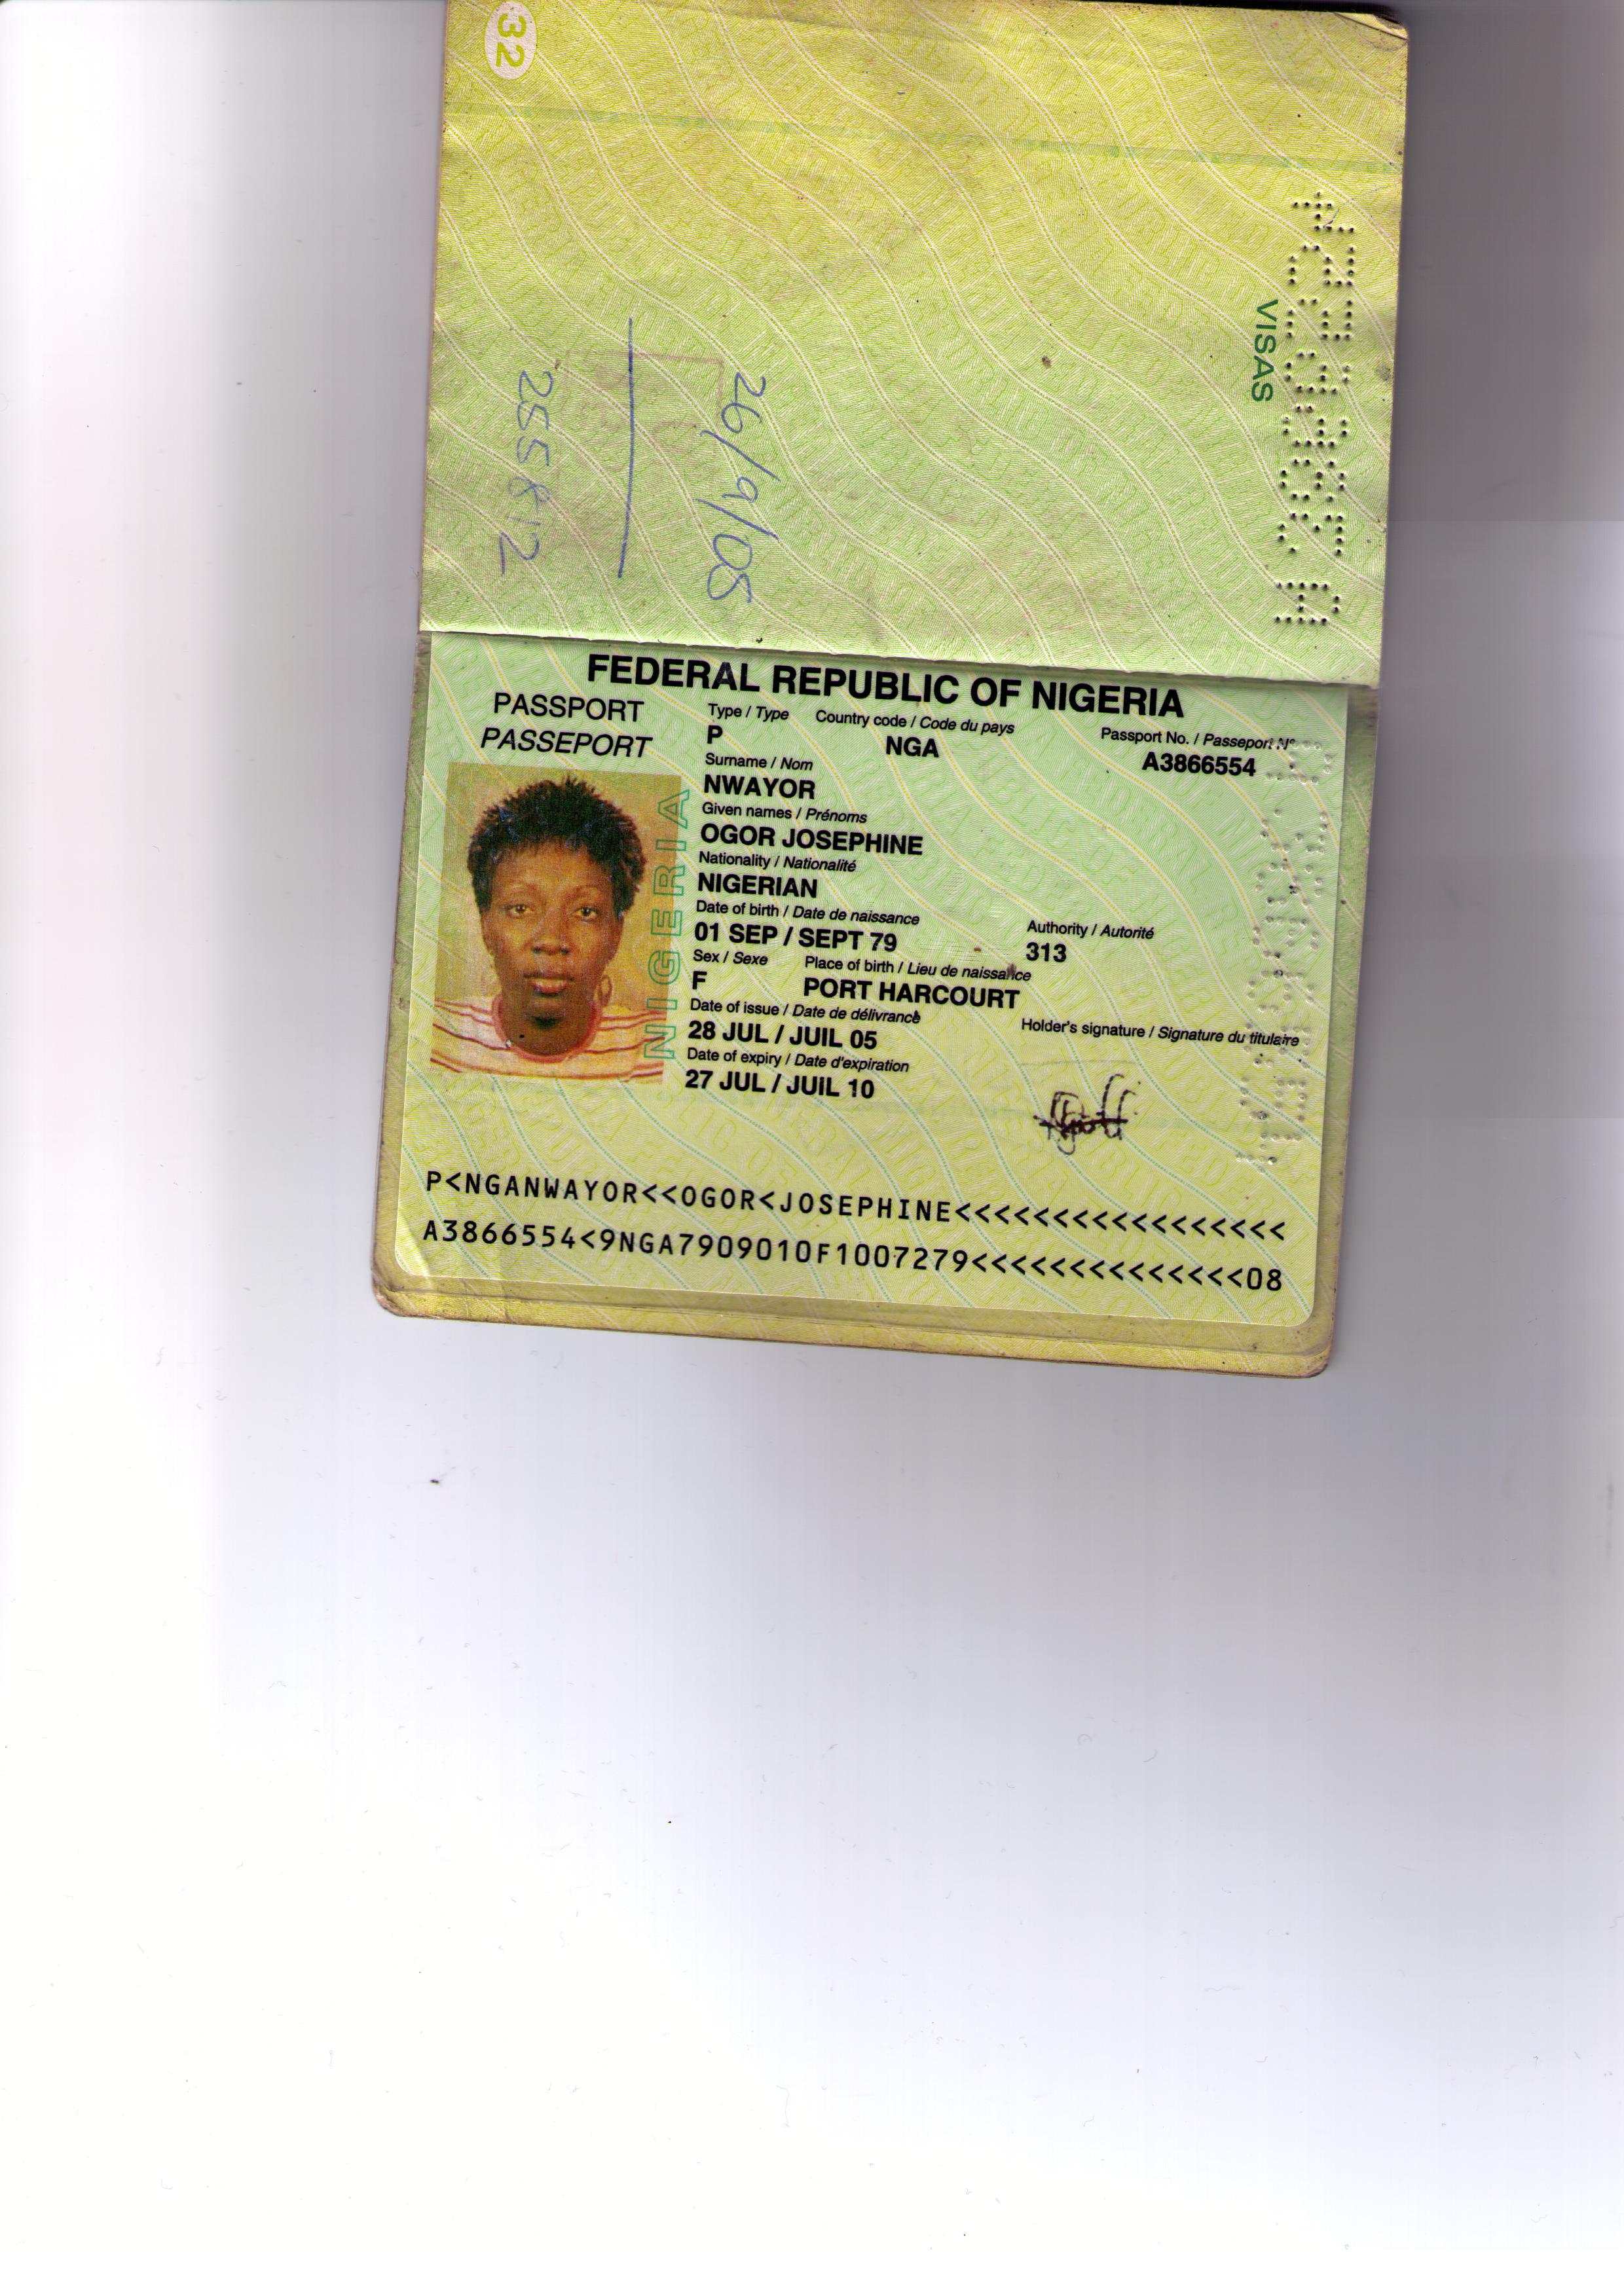 32
VISAS
26/9/05
FEDERAL REPUBLIC OF NIGERIA
PASSPORT
PASSEPORT
Type / Type Country code / Code du pays Passport No. / Passeport N°
P NGA A3866554
Surname / Nom
NWAYOR
Given names / Prénoms
OGOR JOSEPHINE
Nationality / Nationalité
NIGERIAN
Date of birth / Date de naissance Authority / Autorité
01 SEP / SEPT 79 313
Sex / Sexe Place of birth / Lieu de naissance
F PORT HARCOURT
Date of issue / Date de délivrance Holder's signature / Signature du titulaire
28 JUL / JUIL 05
Date of expiry / Date d'expiration
27 JUL / JUIL 10
NIGERIA
P<NGANWAYOR<<OGOR<JOSEPHINE<<<<<<<<<<<<<<<<<
A3866554<9NGA7909010F1007279<<<<<<<<<<<<<<08